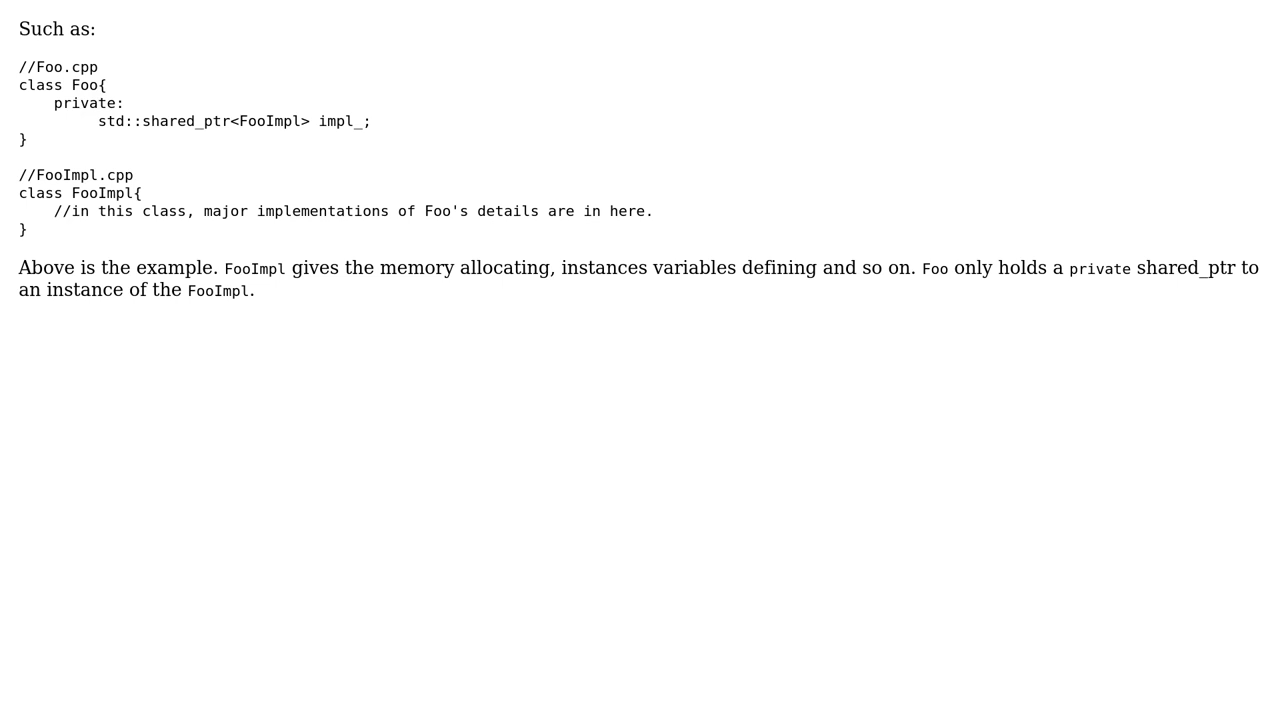 Such as:
//Foo.cpp
class Foo{
    private:
         std::shared_ptr<FooImpl> impl_;
}
//FooImpl.cpp
class FooImpl{
    //in this class, major implementations of Foo's details are in here.
}
Above is the example. FooImpl gives the memory allocating, instances variables defining and so on. Foo only holds a private shared_ptr to
an instance of the FooImpl.